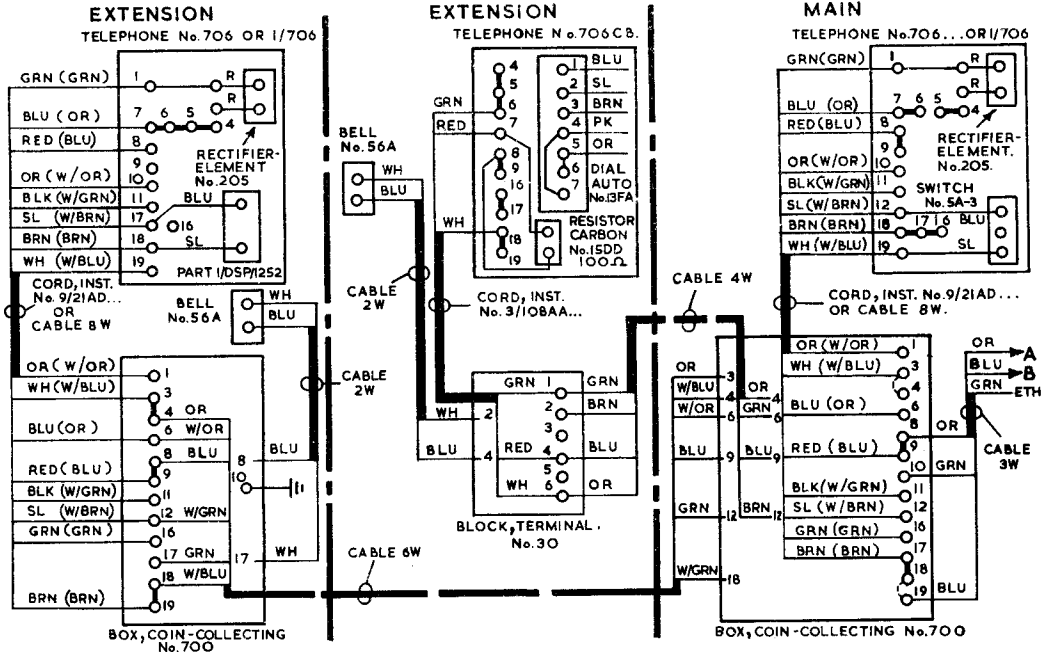 EXTENSION
TELEPHONE No.706 OR 1/706
GRN (GRN)
1
R
R
BLU (OR)
7
6
5
4
RED (BLU)
8
RECTIFIER-
ELEMENT
No.205
9
OR (W/OR)
10
BLK (W/GRN)
11
BLU
SL (W/BRN)
17
16
BRN (BRN)
18
SL
WH (W/BLU)
19
PART 1/DSP/1252
CORD, INST.
No. 9/21AD...
OR
CABLE 8W
BELL
No.56A
WH
BLU
CABLE
2W
OR (W/OR)
1
WH (W/BLU)
3
4
OR
BLU (OR)
6
W/OR
RED (BLU)
8
BLU
8
BLU
9
10
BLK (W/GRN)
11
SL (W/BRN)
12
W/GRN
GRN (GRN)
16
17
GRN
17
WH
18
W/BLU
BRN (BRN)
19
BOX, COIN-COLLECTING
No.700
CABLE 6W
EXTENSION
TELEPHONE No.706CB.
BELL
No.56A
WH
BLU
CABLE
2W
GRN
RED
WH
4
5
6
7
8
9
16
17
18
19
1
BLU
2
SL
3
BRN
4
PK
5
OR
6
7
DIAL
AUTO
No.13FA
RESISTOR
CARBON
No.15DD
100Ω
CORD, INST.
No. 3/108AA...
GRN
1
GRN
WH
2
2
BRN
3
BLU
4
RED
4
BLU
5
WH
6
OR
BLOCK, TERMINAL.
No.30
MAIN
TELEPHONE No.706...OR 1/706
GRN (GRN)
1
R
R
BLU (OR)
7
6
5
4
RED (BLU)
8
RECTIFIER-
ELEMENT.
No.205.
9
OR (W/OR)
10
BLK (W/GRN)
11
SWITCH
No.5A-3
SL (W/BRN)
12
BRN (BRN)
18
17
16
BLU
WH (W/BLU)
19
SL
CABLE 4W
CORD, INST. No. 9/21AD...
OR CABLE 8W.
OR
3
W/BLU
4
OR
4
W/OR
6
GRN
6
BLU
9
BLU
9
GRN
12
BRN
12
W/GRN
18
OR (W/OR)
1
WH (W/BLU)
3
4
BLU (OR)
6
8
OR
RED (BLU)
9
10
GRN
BLK (W/GRN)
11
SL (W/BRN)
12
GRN (GRN)
16
BRN (BRN)
17
18
19
BLU
OR
A
BLU
B
GRN
ETH
CABLE
3W
BOX, COIN-COLLECTING No.700